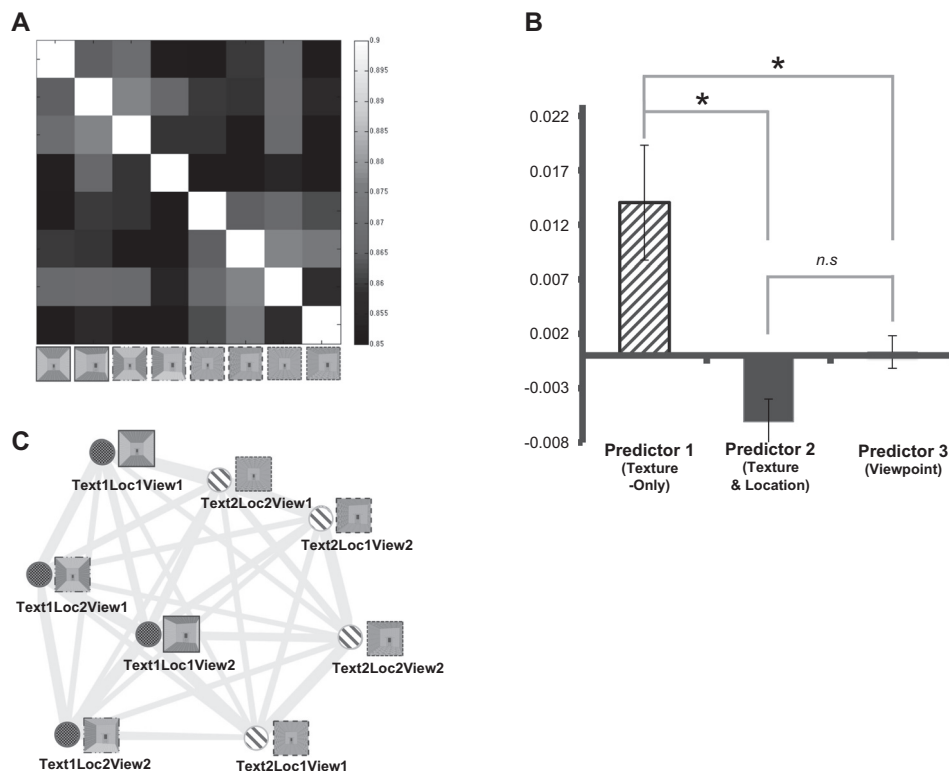 A
0.9
0.895
0.89
0.885
0.88
0.875
0.87
0.865
0.86
0.855
0.85
B
*
*
n.s
0.022
0.017
0.012
0.007
0.002
-0.003
-0.008
Predictor 1
(Texture
-Only)
Predictor 2
(Texture
& Location)
Predictor 3
(Viewpoint)
C
Text1Loc1View1
Text2Loc2View1
Text2Loc1View2
Text1Loc2View1
Text1Loc1View2
Text2Loc2View2
Text1Loc2View2
Text2Loc1View1